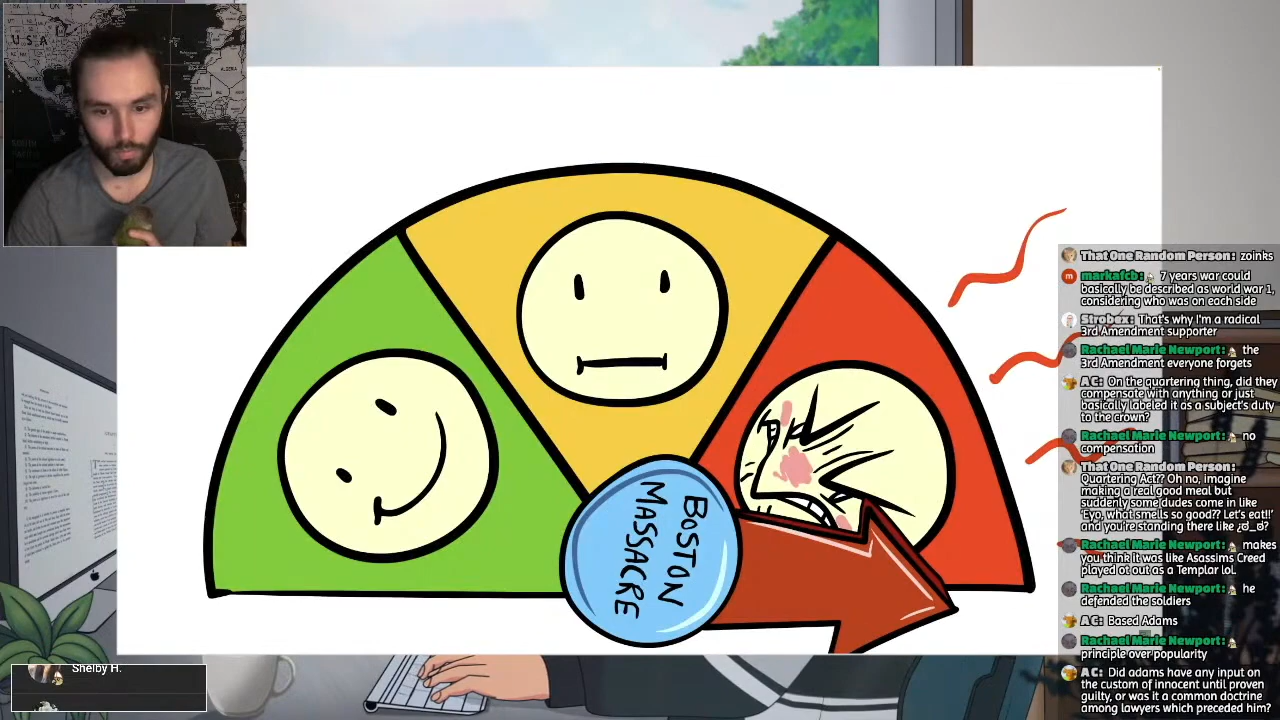 USA
BOSTON
MASSACRE
Shelby H.
That One Random Person: zoinks
markafcb: 7 years war could
basically be described as world war 1,
considering who was on each side
Strobex: That's why I'm a radical
3rd Amendment supporter
Rachael Marie Newport: the
3rd Amendment everyone forgets
A C: On the quartering thing, did they
compensate with anything or just
basically labeled it as a subject's duty
to the crown?
Rachael Marie Newport: no
compensation
That One Random Person:
Quartering Act?? Oh no, imagine
making a real good meal but
suddenly some dudes come in like
"Eyo what smells so good?? Let's eat!!"
and you're standing there like ಠ_ಠ?
Rachael Marie Newport: makes
you think it was like Asassims Creed
played ot out as a Templar lol.
Rachael Marie Newport: he
defended the soldiers
A C: Based Adams
Rachael Marie Newport:
principle over popularity
A C: Did adams have any input on
the custom of innocent until proven
guilty, or was it a common doctrine
among lawyers which preceded him?